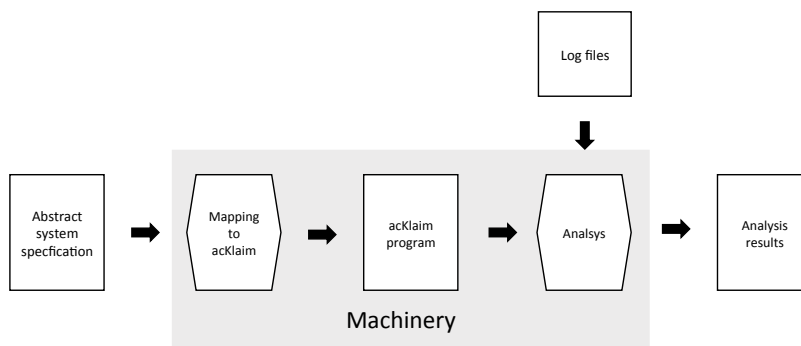 Log files
Abstract
system
specfication
Mapping
to
acKlaim
acKlaim
program
Analsys
Analysis
results
Machinery